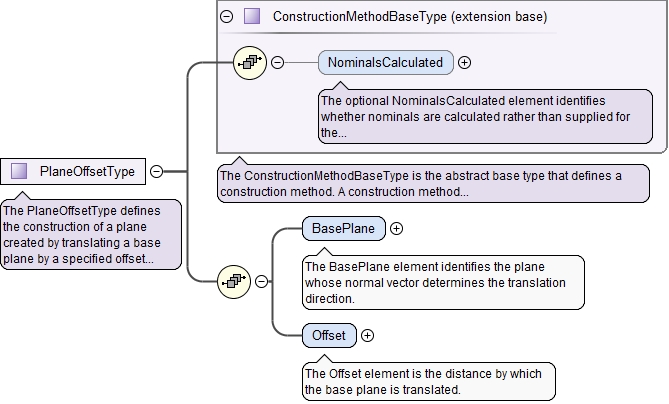 ConstructionMethodBaseType (extension base)
NominalsCalculated
The optional NominalsCalculated element identifies
whether nominals are calculated rather than supplied for
the...
The ConstructionMethodBaseType is the abstract base type that defines a
construction method. A construction method...
PlaneOffsetType
The PlaneOffsetType defines
the construction of a plane
created by translating a base
plane by a specified offset...
BasePlane
The BasePlane element identifies the plane
whose normal vector determines the translation
direction.
Offset
The Offset element is the distance by which
the base plane is translated.